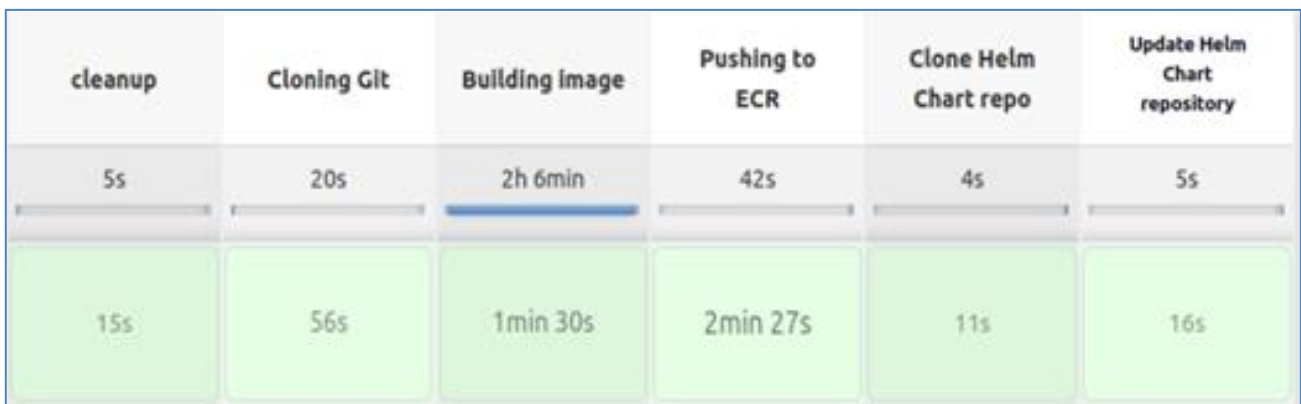 cleanup
Cloning Git
Building image
Pushing to
ECR
Clone Helm
Chart repo
Update Helm
Chart
repository
5s
20s
2h 6min
42s
4s
5s
15s
56s
1min 30s
2min 27s
11s
16s